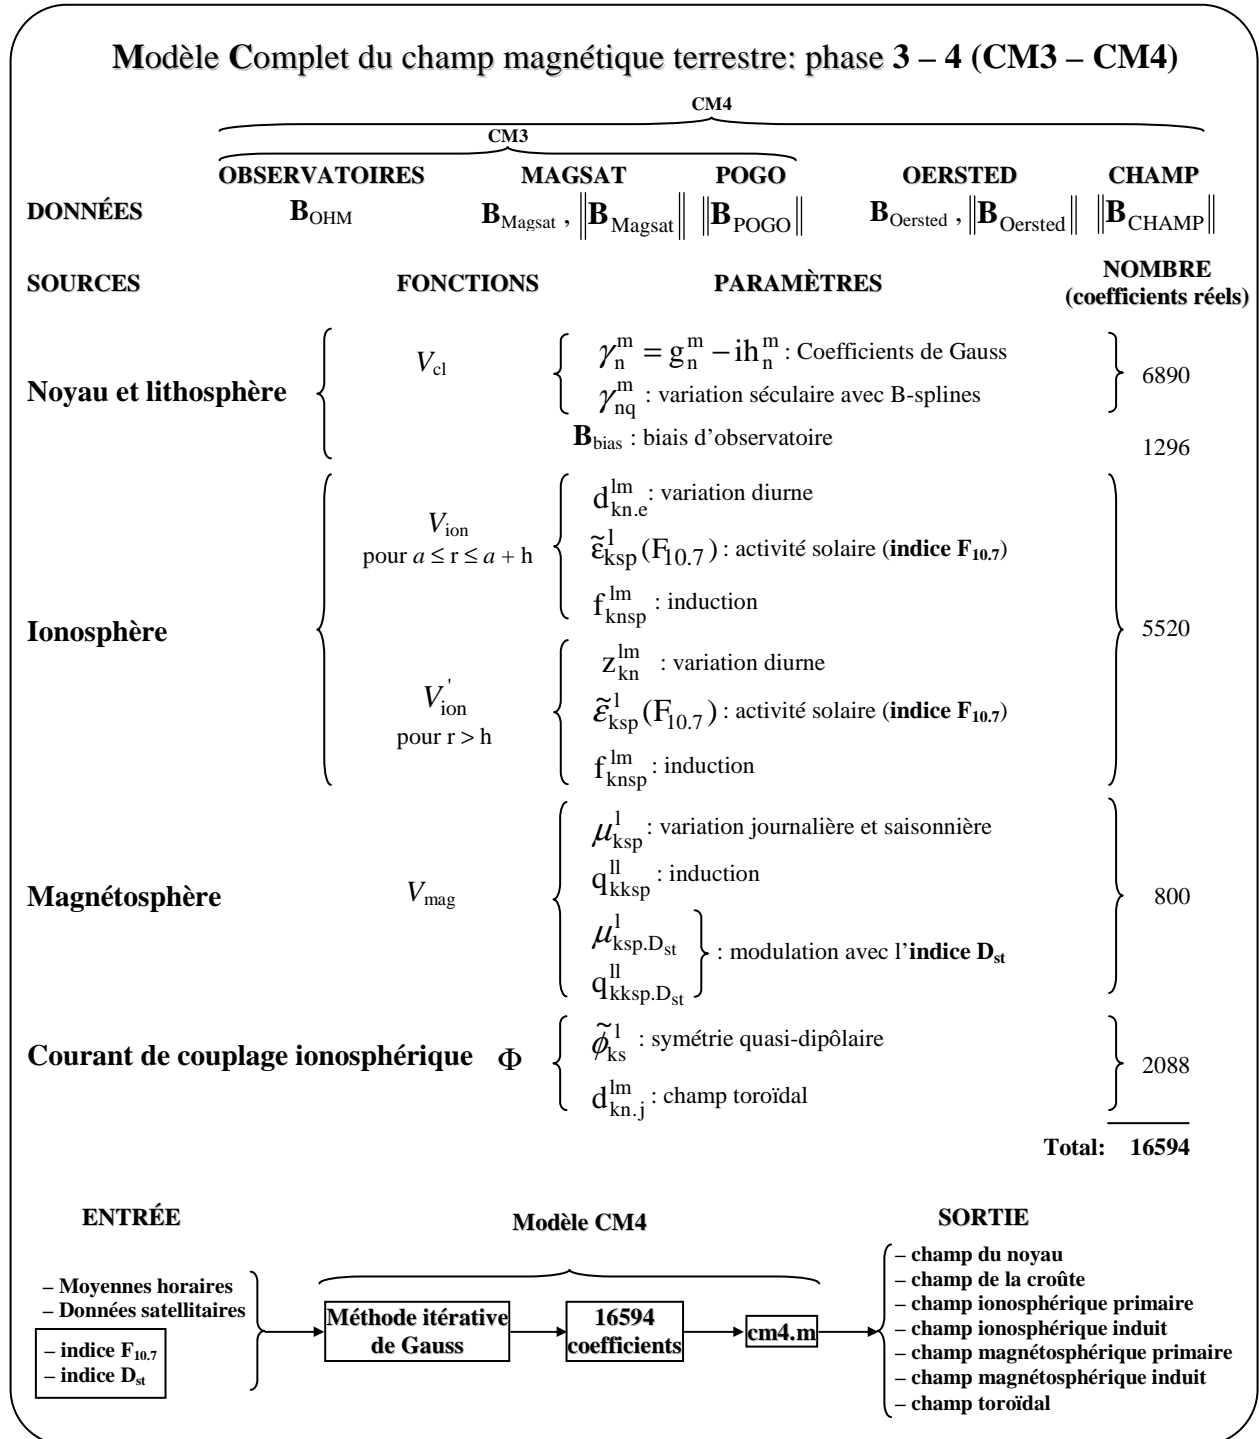 Modèle Complet du champ magnétique terrestre: phase 3 – 4 (CM3 – CM4)
CM4
CM3
OBSERVATOIRES MAGSAT POGO OERSTED CHAMP
DONNÉES B_OHM B_Magsat , ‖B_Magsat‖ ‖B_POGO‖ B_Oersted , ‖B_Oersted‖ ‖B_CHAMP‖
SOURCES FONCTIONS PARAMÈTRES NOMBRE
(coefficients réels)
Noyau et lithosphère
V_cl
γ_n^m = g_n^m − ih_n^m : Coefficients de Gauss
γ_nq^m : variation séculaire avec B-splines
6890
B_bias : biais d’observatoire
1296
Ionosphère
V_ion
pour a ≤ r ≤ a + h
d_kn.e^lm : variation diurne
ε̃_ksp^l (F_10.7) : activité solaire (indice F_10.7)
f_knsp^lm : induction
5520
V_ion^'
pour r > h
z_kn^lm : variation diurne
ε̃_ksp^l (F_10.7) : activité solaire (indice F_10.7)
f_knsp^lm : induction
Magnétosphère
V_mag
μ_ksp^l : variation journalière et saisonnière
q_kksp^ll : induction
μ_ksp.D_st^l
q_kksp.D_st^ll
: modulation avec l’indice D_st
800
Courant de couplage ionosphérique Φ
ϕ̃_ks^l : symétrie quasi-dipôlaire
d_kn.j^lm : champ toroïdal
2088
Total: 16594
ENTRÉE Modèle CM4 SORTIE
– Moyennes horaires
– Données satellitaires
– indice F_10.7
– indice D_st
Méthode itérative
de Gauss
16594
coefficients
cm4.m
– champ du noyau
– champ de la croûte
– champ ionosphérique primaire
– champ ionosphérique induit
– champ magnétosphérique primaire
– champ magnétosphérique induit
– champ toroïdal